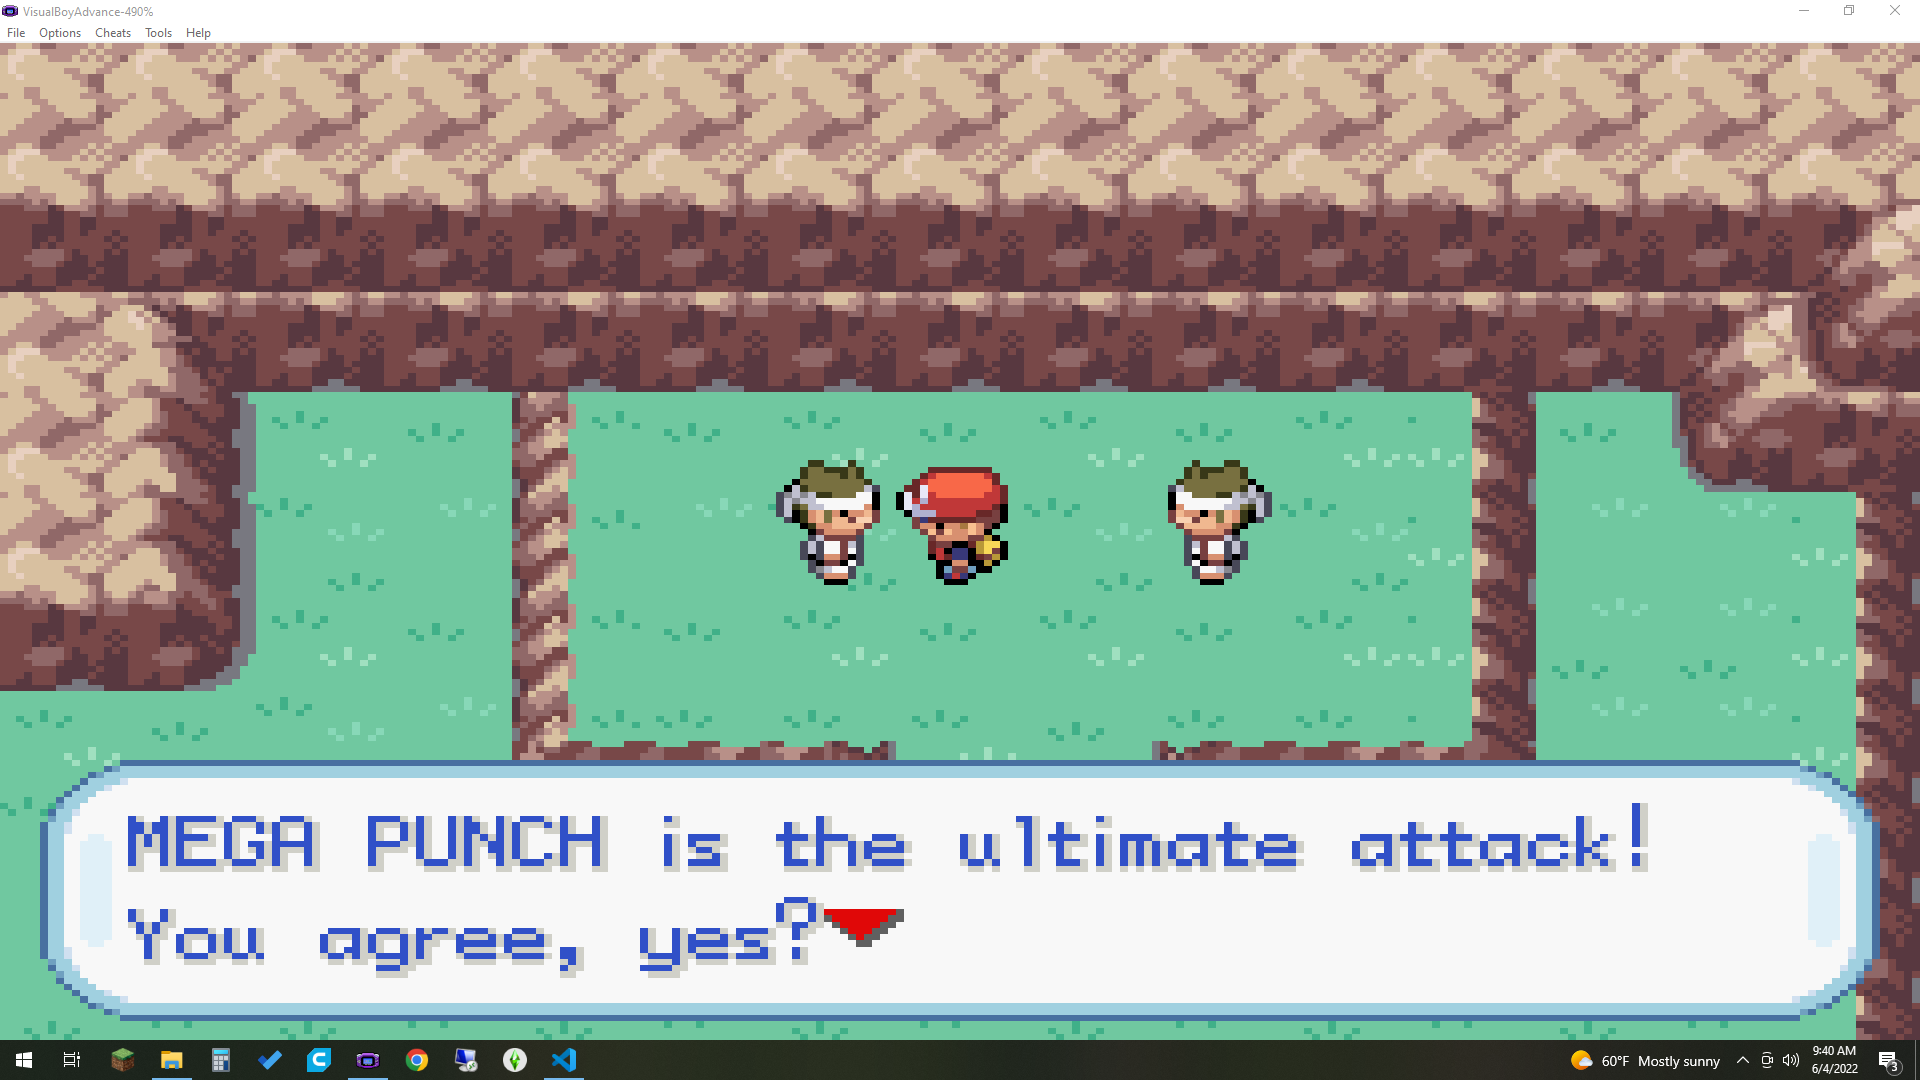 VisualBoyAdvance-490%
File Options Cheats Tools Help
MEGA PUNCH is the ultimate attack!
You agree, yes?
60°F Mostly sunny
9:40 AM
6/4/2022
3